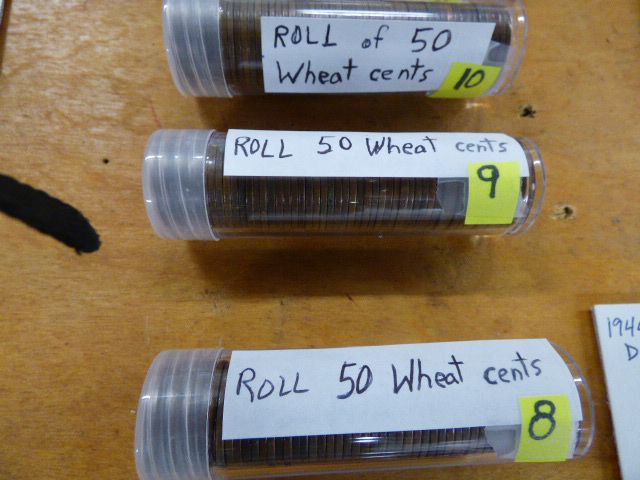 ROLL of 50
Wheat cents
10
ROLL 50 Wheat cents
9
ROLL 50 Wheat cents
8
D